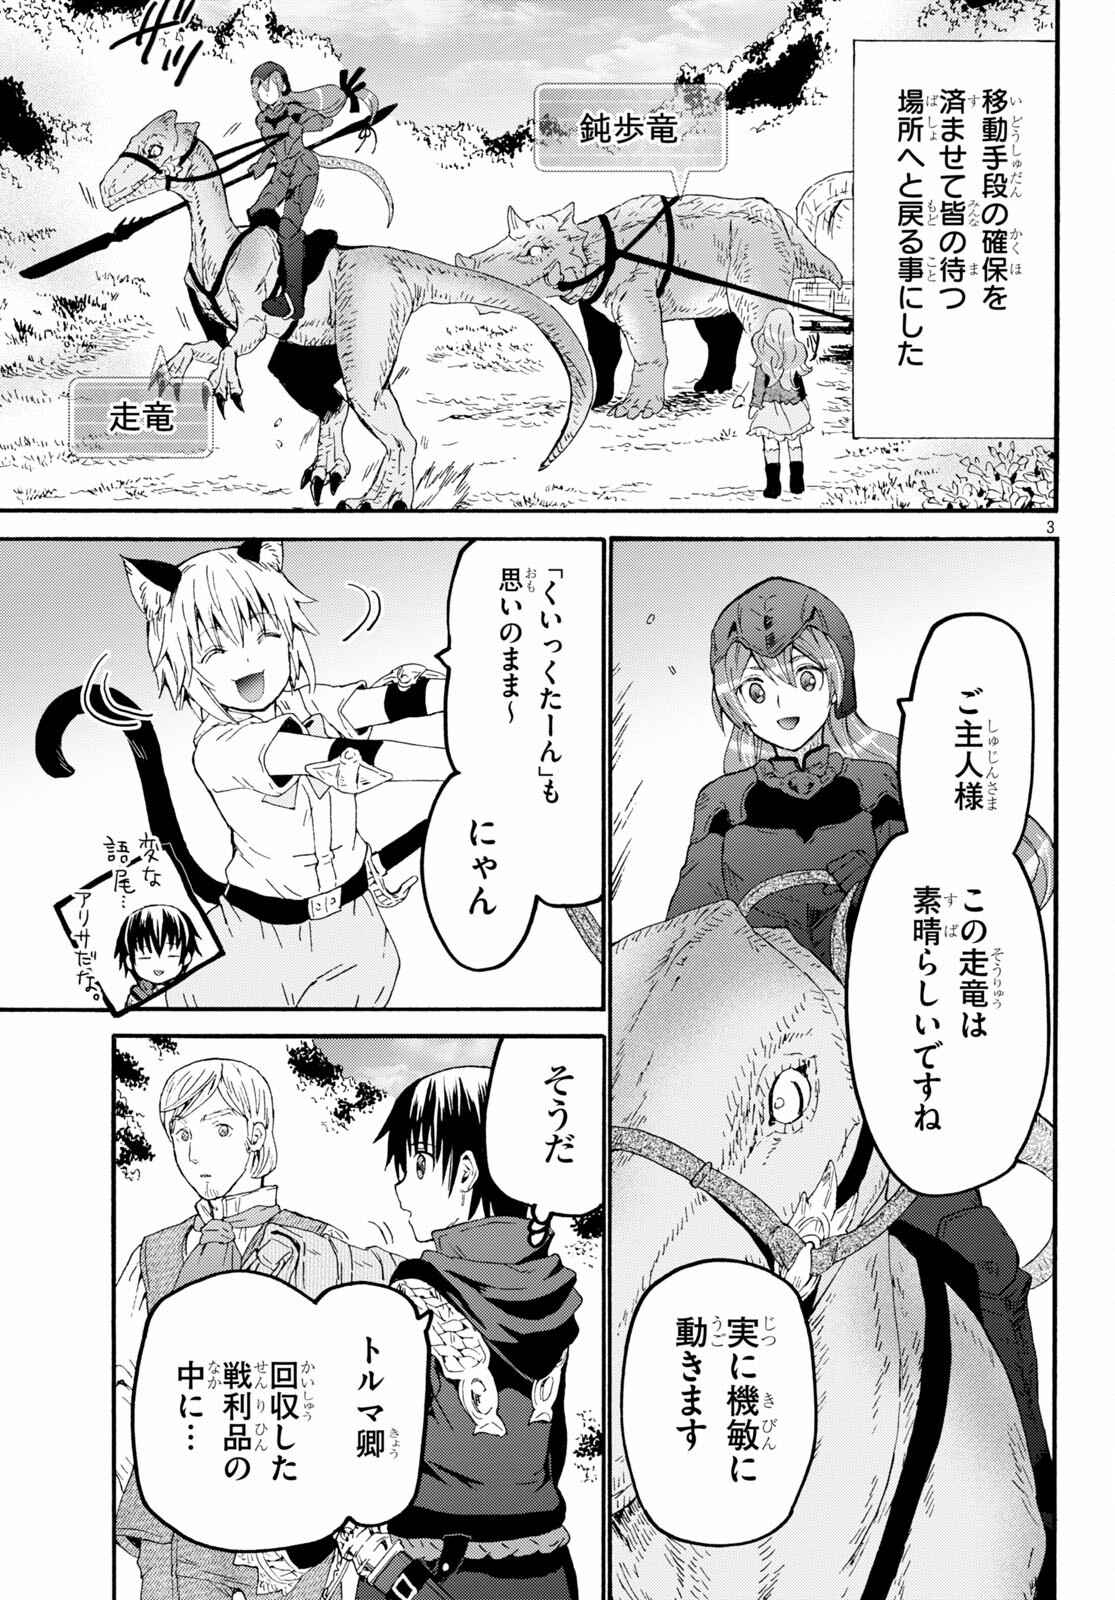 移動手段の確保を
済ませて皆の待つ
場所へと戻る事にした
鈍歩竜
走竜
3
ご主人様
この走竜は
素晴らしいですね
実に機敏に
動きます
「くいっくたーん」も
思いのまま~
にゃん
変な
語尾…
アリサだな。
そうだ
トルマ卿
回収した
戦利品の
中に…